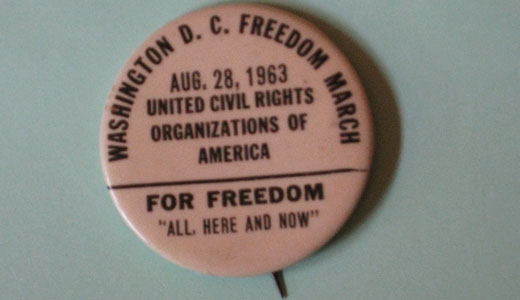 WASHINGTON D. C. FREEDOM MARCH
AUG. 28, 1963
UNITED CIVIL RIGHTS
ORGANIZATIONS OF
AMERICA
FOR FREEDOM
"ALL, HERE AND NOW"